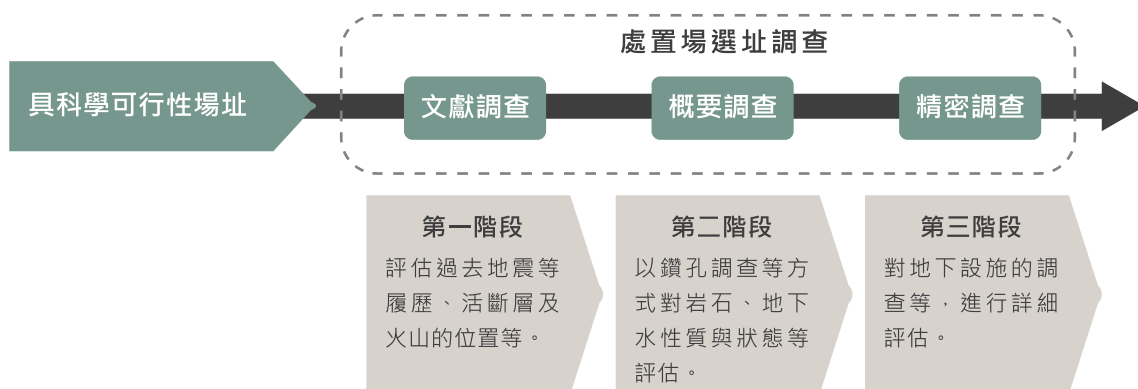 處置場選址調查
具科學可行性場址
文獻調查
概要調查
精密調查
第一階段
評估過去地震等
履歷、活斷層及
火山的位置等。
第二階段
以鑽孔調查等方
式對岩石、地下
水性質與狀態等
評估。
第三階段
對地下設施的調
查等，進行詳細
評估。